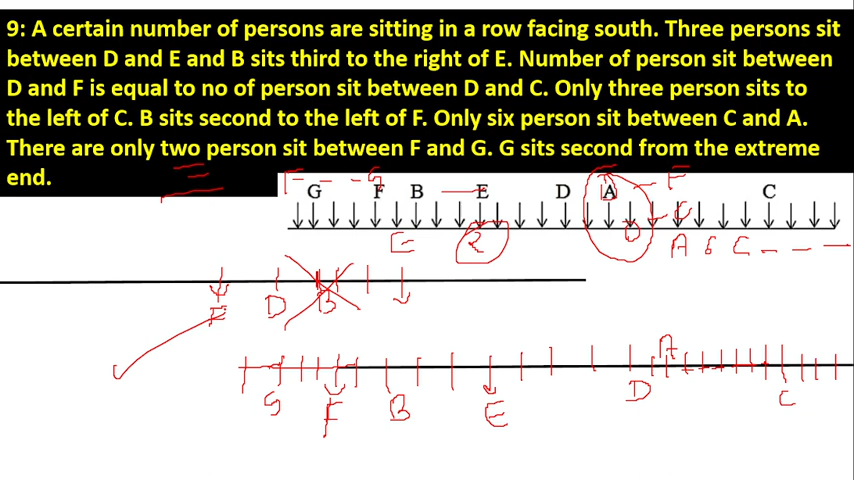 9: A certain number of persons are sitting in a row facing south. Three persons sit
between D and E and B sits third to the right of E. Number of person sit between
D and F is equal to no of person sit between D and C. Only three person sits to
the left of C. B sits second to the left of F. Only six person sit between C and A.
There are only two person sit between F and G. G sits second from the extreme
end.
F - - G
G F B E D A C
F
C
E R D A
E D B
A
G F B E D C